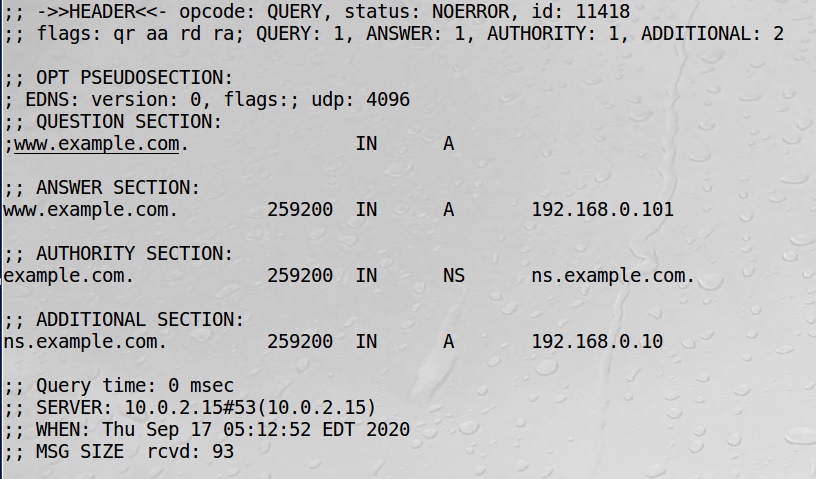 ;; ->>HEADER<<- opcode: QUERY, status: NOERROR, id: 11418
;; flags: qr aa rd ra; QUERY: 1, ANSWER: 1, AUTHORITY: 1, ADDITIONAL: 2
;; OPT PSEUDOSECTION:
; EDNS: version: 0, flags:; udp: 4096
;; QUESTION SECTION:
;www.example.com. IN A
;; ANSWER SECTION:
www.example.com. 259200 IN A 192.168.0.101
;; AUTHORITY SECTION:
example.com. 259200 IN NS ns.example.com.
;; ADDITIONAL SECTION:
ns.example.com. 259200 IN A 192.168.0.10
;; Query time: 0 msec
;; SERVER: 10.0.2.15#53(10.0.2.15)
;; WHEN: Thu Sep 17 05:12:52 EDT 2020
;; MSG SIZE rcvd: 93